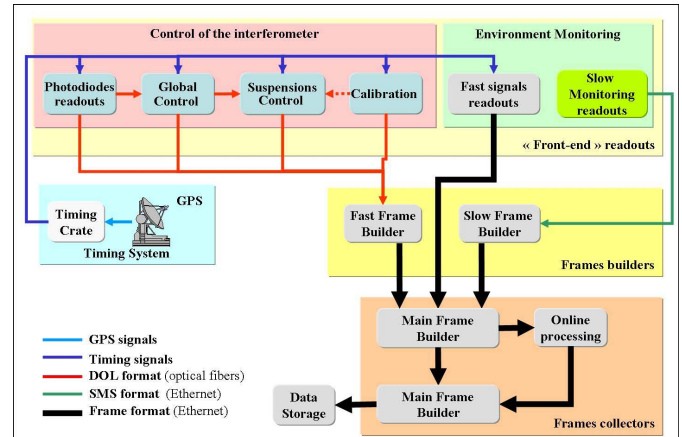 Control of the interferometer
Environment Monitoring
Photodiodes
readouts
Global
Control
Suspensions
Control
Calibration
Fast signals
readouts
Slow
Monitoring
readouts
« Front-end » readouts
GPS
Timing
Crate
Timing System
Fast Frame
Builder
Slow Frame
Builder
Frames builders
Main Frame
Builder
Online
processing
GPS signals
Timing signals
DOL format (optical fibers)
SMS format (Ethernet)
Frame format (Ethernet)
Data
Storage
Main Frame
Builder
Frames collectors